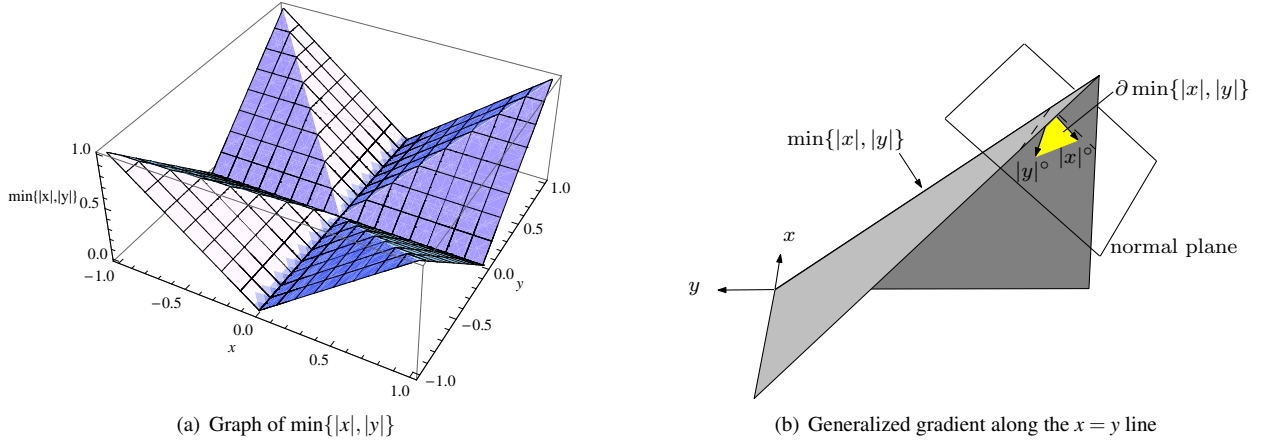 1.0
min{|x|,|y|}
0.5
0.0
−1.0
−0.5
0.0
x
0.5
1.0
−1.0
−0.5
y
0.0
0.5
1.0
(a) Graph of min{|x|, |y|}
∂ min{|x|, |y|}
min{|x|, |y|}
|y|° |x|°
x
y
normal plane
(b) Generalized gradient along the x = y line